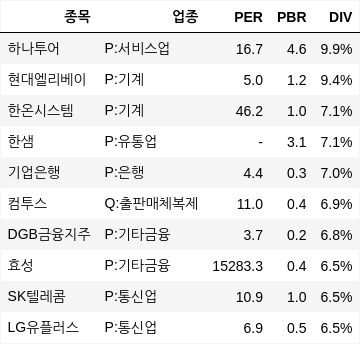 종목 업종 PER PBR DIV
하나투어 P:서비스업 16.7 4.6 9.9%
현대엘리베이 P:기계 5.0 1.2 9.4%
한온시스템 P:기계 46.2 1.0 7.1%
한샘 P:유통업 - 3.1 7.1%
기업은행 P:은행 4.4 0.3 7.0%
컴투스 Q:출판매체복제 11.0 0.4 6.9%
DGB금융지주 P:기타금융 3.7 0.2 6.8%
효성 P:기타금융 15283.3 0.4 6.5%
SK텔레콤 P:통신업 10.9 1.0 6.5%
LG유플러스 P:통신업 6.9 0.5 6.5%